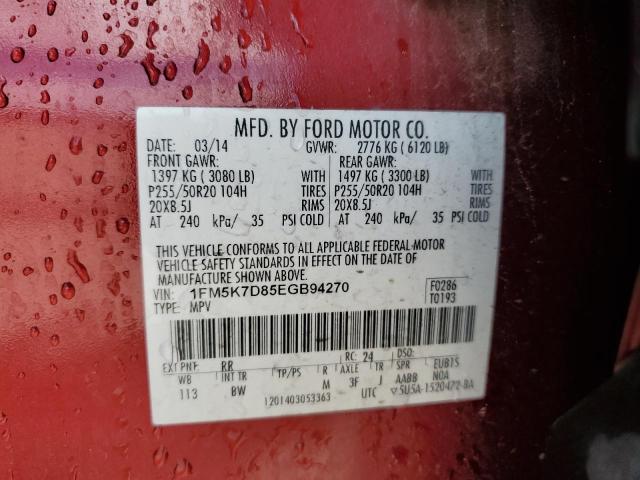 MFD. BY FORD MOTOR CO.
DATE: 03/14 GVWR: 2776 KG ( 6120 LB)
FRONT GAWR: REAR GAWR:
1397 KG ( 3080 LB) WITH 1497 KG ( 3300 LB) WITH
P255/50R20 104H TIRES P255/50R20 104H TIRES
20X8.5J RIMS 20X8.5J RIMS
AT 240 kPa/ 35 PSI COLD AT 240 kPa/ 35 PSI COLD
THIS VEHICLE CONFORMS TO ALL APPLICABLE FEDERAL MOTOR
VEHICLE SAFETY STANDARDS IN EFFECT ON THE DATE OF
MANUFACTURE SHOWN ABOVE.
VIN: 1FM5K7D85EGB94270 F0286
TYPE: MPV T0193
EXT PNT: RR RC: 24 DSO:
WB INT TR TP/PS R AXLE TR SPR EUBIS
113 BW M 3F J AABB NOA
1201403053363 UTC 5U5A-1520472-BA